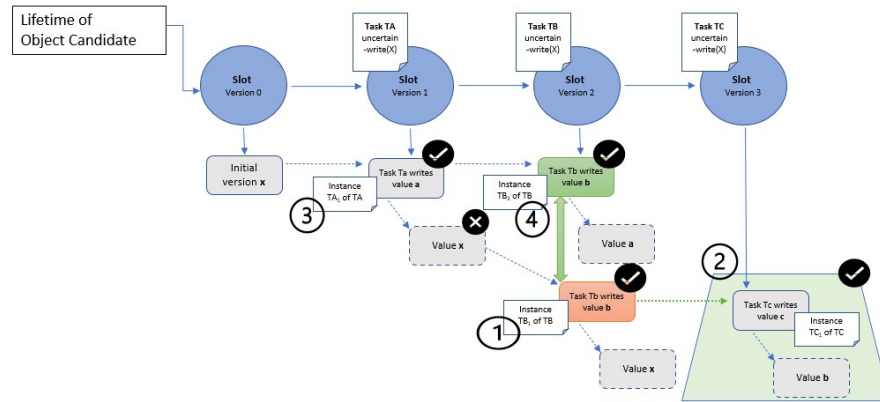 Lifetime of
Object Candidate
Task TA
uncertain
-write(X)
Task TB
uncertain
-write(X)
Task TC
uncertain
-write(X)
Slot
Version 0
Slot
Version 1
Slot
Version 2
Slot
Version 3
Initial
version x
Task Ta writes
value a
Task Tb writes
value b
Instance
TA₁ of TA
3
Instance
TB₂ of TB
4
Value x
Value a
2
Task Tb writes
value b
Task Tc writes
value c
1
Instance
TB₁ of TB
Instance
TC₁ of TC
Value x
Value b